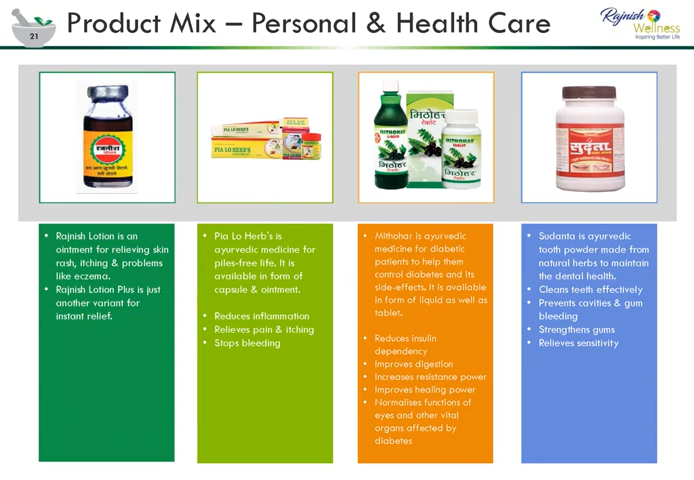 21
Product Mix – Personal & Health Care
Rajnish
Wellness
Inspiring Better Life
रजनीश
PIA LO HERB'S
मिठोहर
टेबलेट
MITHOHAR
MITHOHAR
TABLET
मिठोहर
मिठोहर
सुदंता
• Rajnish Lotion is an
ointment for relieving skin
rash, itching & problems
like eczema.
• Rajnish Lotion Plus is just
another variant for
instant relief.
• Pia Lo Herb's is
ayurvedic medicine for
piles-free life. It is
available in form of
capsule & ointment.
• Reduces inflammation
• Relieves pain & itching
• Stops bleeding
• Mithohar is ayurvedic
medicine for diabetic
patients to help them
control diabetes and its
side-effects. It is available
in form of liquid as well as
tablet.
• Reduces insulin
dependency
• Improves digestion
• Increases resistance power
• Improves healing power
• Normalises functions of
eyes and other vital
organs affected by
diabetes
• Sudanta is ayurvedic
tooth powder made from
natural herbs to maintain
the dental health.
• Cleans teeth effectively
• Prevents cavities & gum
bleeding
• Strengthens gums
• Relieves sensitivity